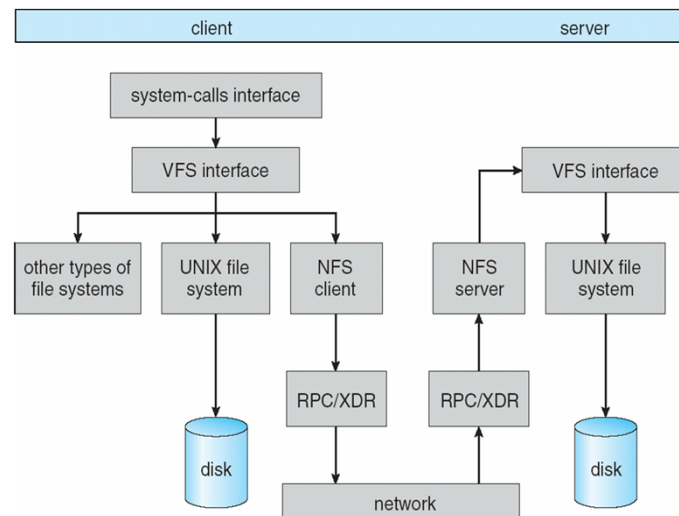 client
server
system-calls interface
VFS interface
VFS interface
other types of
file systems
UNIX file
system
NFS
client
NFS
server
UNIX file
system
RPC/XDR
RPC/XDR
disk
disk
network